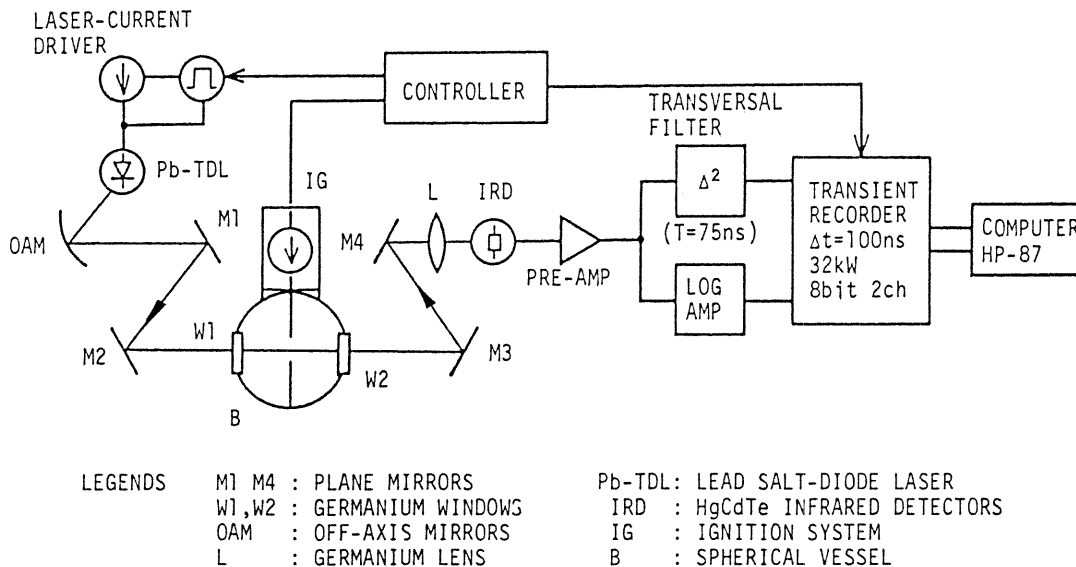 LASER-CURRENT
DRIVER
CONTROLLER
TRANSVERSAL
FILTER
Pb-TDL
IG
L
IRD
Δ²
(T=75ns)
TRANSIENT
RECORDER
Δt=100ns
32kW
8bit 2ch
COMPUTER
HP-87
OAM
M1
M4
PRE-AMP
LOG
AMP
M2
W1
W2
M3
B
LEGENDS M1 M4 : PLANE MIRRORS
W1,W2 : GERMANIUM WINDOWS
OAM : OFF-AXIS MIRRORS
L : GERMANIUM LENS
Pb-TDL: LEAD SALT-DIODE LASER
IRD : HgCdTe INFRARED DETECTORS
IG : IGNITION SYSTEM
B : SPHERICAL VESSEL